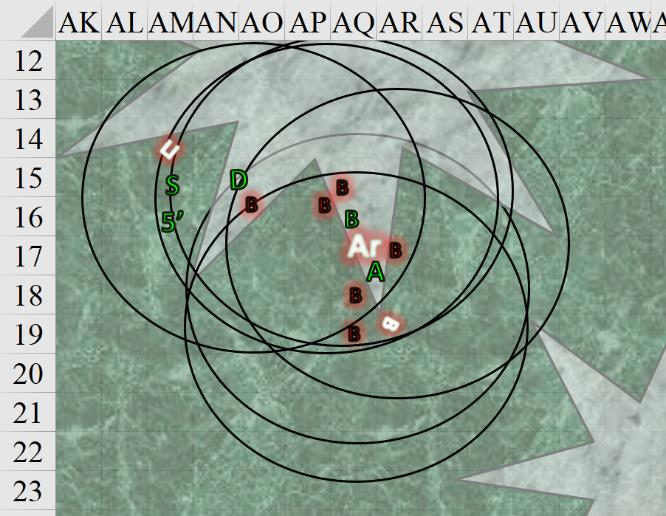 AK AL AM AN AO AP AQ AR AS AT AU AV AW
12
13
14
E
15 S D B
B B
16 5' B
17 Ar B
A
18 B
19 B B
20
21
22
23